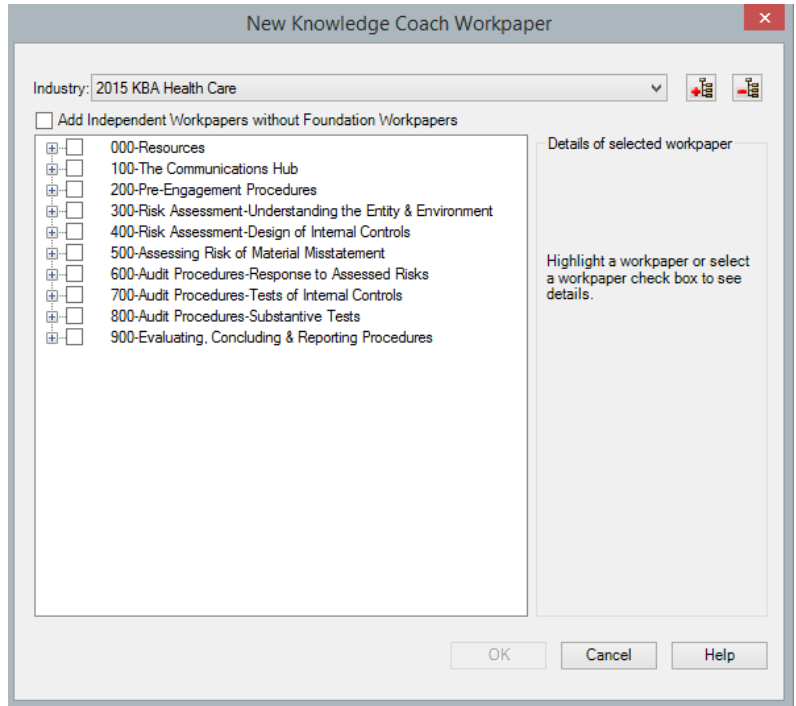 New Knowledge Coach Workpaper
Industry: 2015 KBA Health Care
Add Independent Workpapers without Foundation Workpapers
000-Resources
100-The Communications Hub
200-Pre-Engagement Procedures
300-Risk Assessment-Understanding the Entity & Environment
400-Risk Assessment-Design of Internal Controls
500-Assessing Risk of Material Misstatement
600-Audit Procedures-Response to Assessed Risks
700-Audit Procedures-Tests of Internal Controls
800-Audit Procedures-Substantive Tests
900-Evaluating, Concluding & Reporting Procedures
Details of selected workpaper
Highlight a workpaper or select
a workpaper check box to see
details.
OK
Cancel
Help